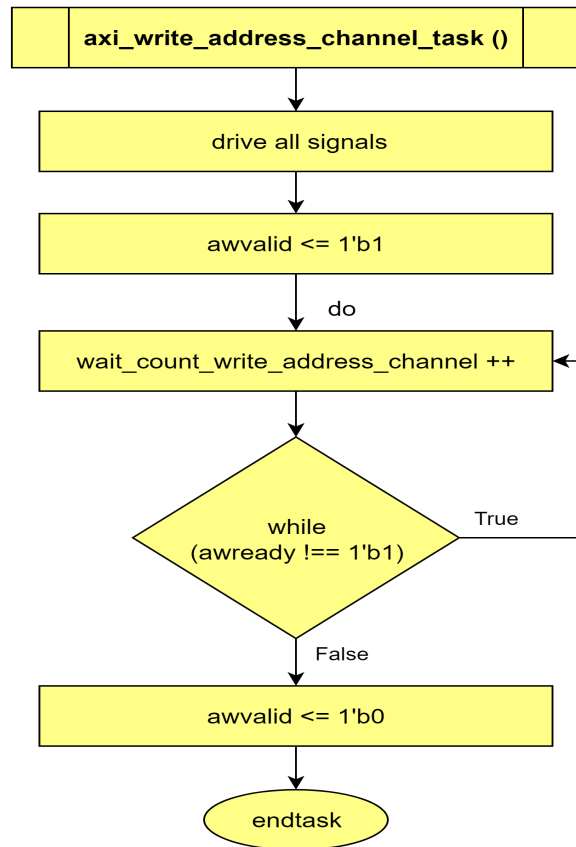 axi_write_address_channel_task ()
drive all signals
awvalid <= 1'b1
do
wait_count_write_address_channel ++
while
(awready !== 1'b1)
True
False
awvalid <= 1'b0
endtask